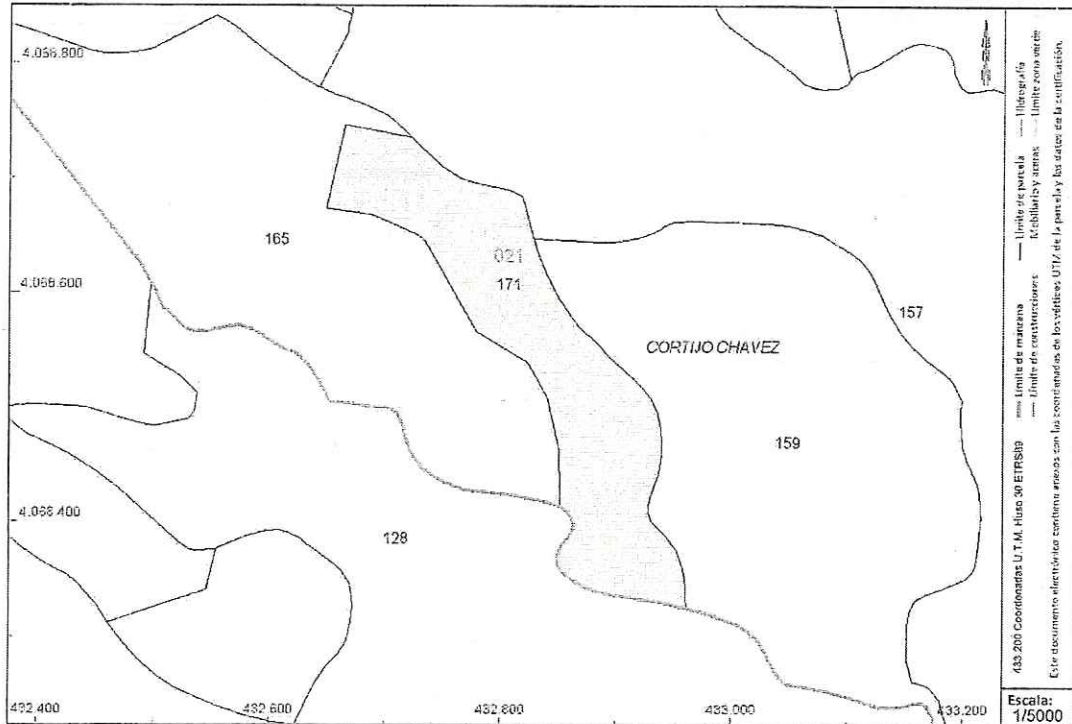 4.068.800
165
021
171
4.068.600
157
CORTIJO CHAVEZ
159
4.068.400
128
432.400
432.600
432.800
433.000
433.200
433.200 Coordenadas U.T.M. Huso 30 ETRS89
Límite de manzana
Límite de parcela
Hidrografía
Límite de construcciones
Mobiliario y aceras
Límite zona verde
Este documento electrónico contiene anexos con las coordenadas de los vértices UTM de la parcela y los datos de la certificación.
Escala:
1/5000